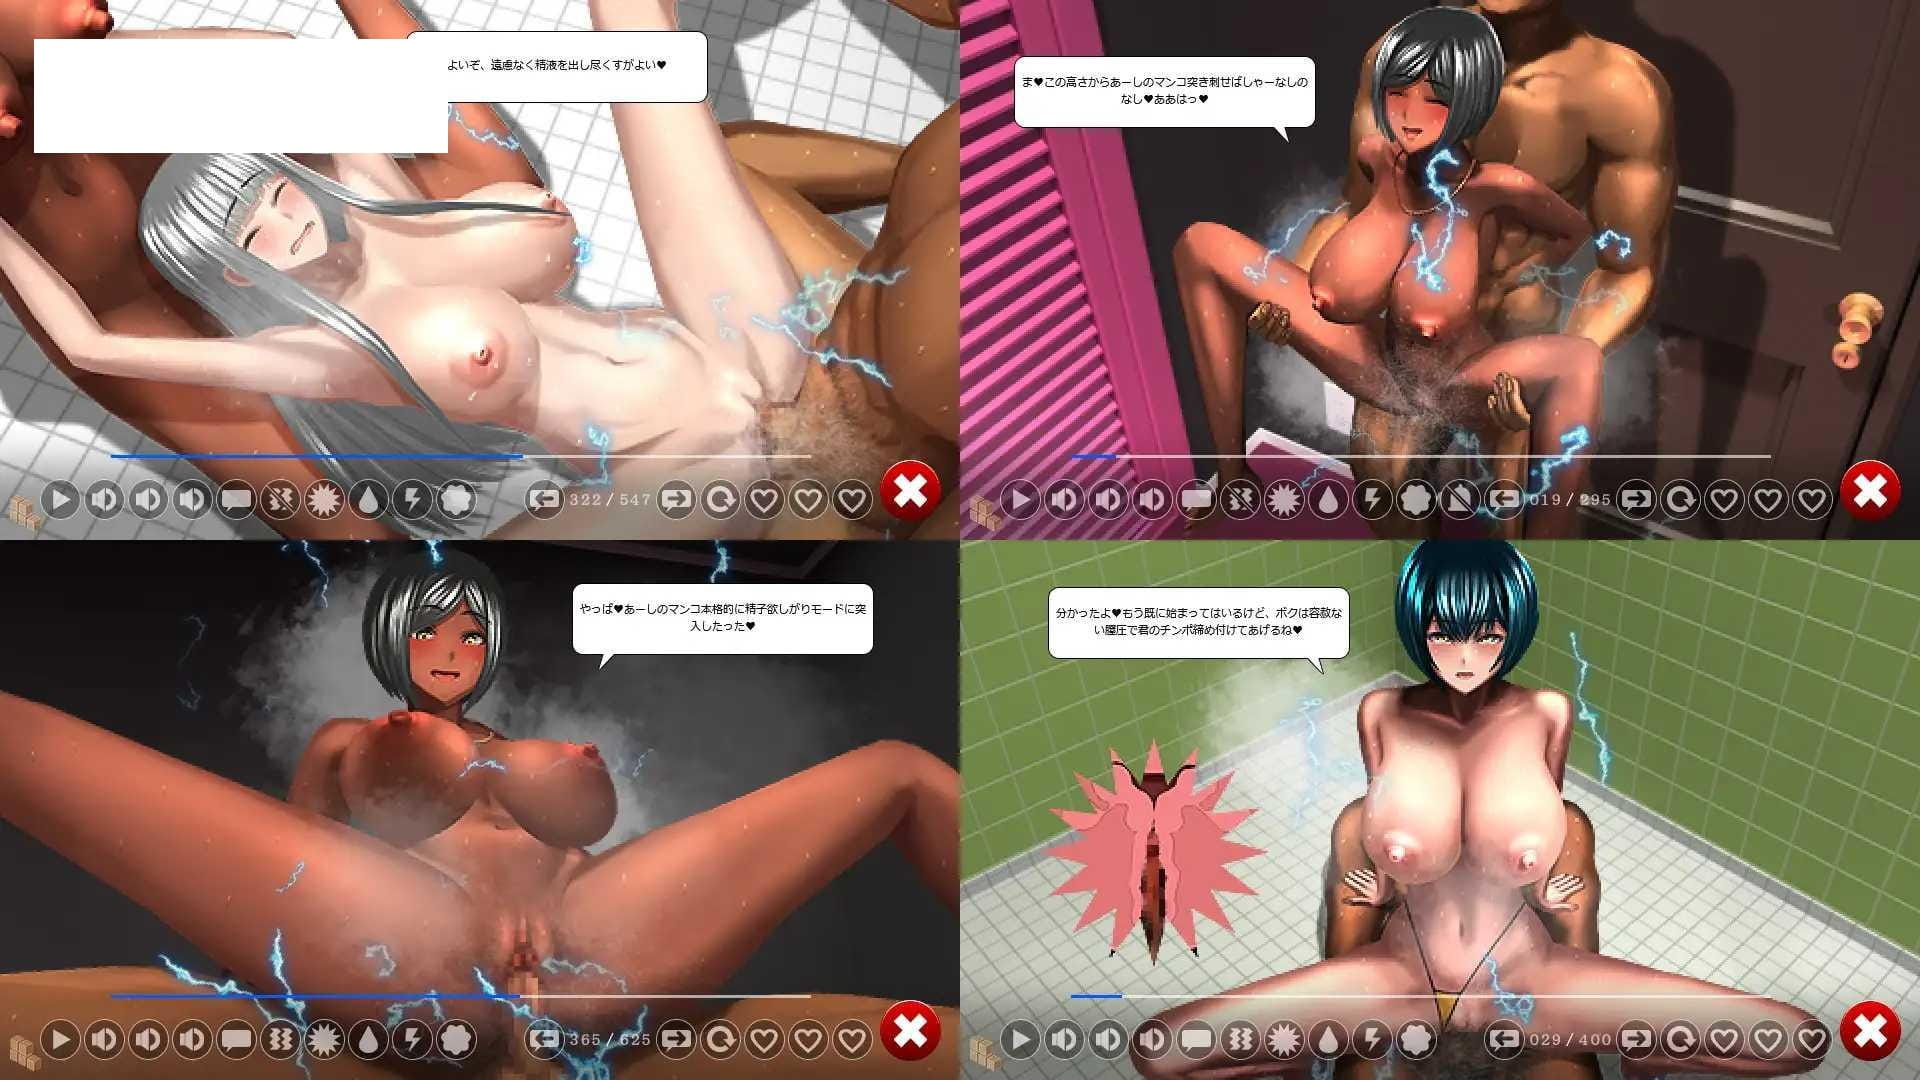 よいぞ、遠慮なく精液を出し尽くすがよい♥
322 / 547
ま♥この高さからあーしのマンコ突き刺せばしゃーなしの
なし♥ああはっ♥
019 / 295
やっぱ♥あーしのマンコ本格的に精子欲しがりモードに突
入したった♥
365 / 625
分かったよ♥もう既に始まってはいるけど、ボクは容赦な
い膣圧で君のチンポ締め付けてあげるね♥
029 / 400